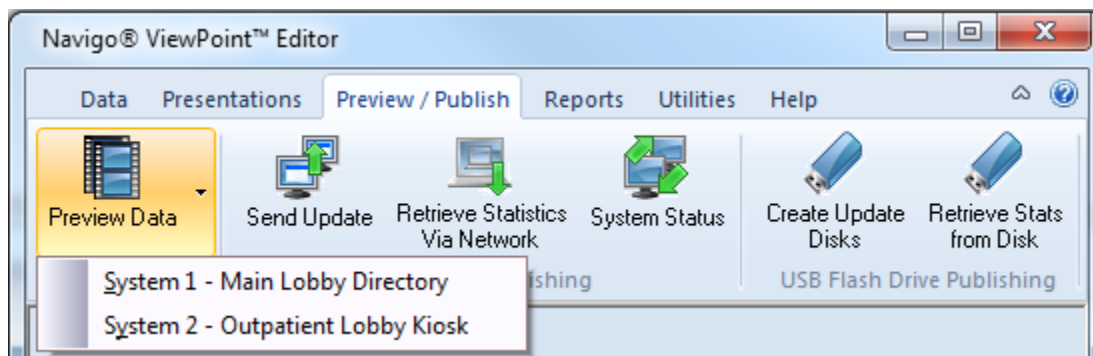 Navigo® ViewPoint™ Editor
Data Presentations Preview / Publish Reports Utilities Help
Preview Data Send Update Retrieve Statistics System Status Create Update Retrieve Stats
Via Network Disks from Disk
System 1 - Main Lobby Directory
shing USB Flash Drive Publishing
System 2 - Outpatient Lobby Kiosk